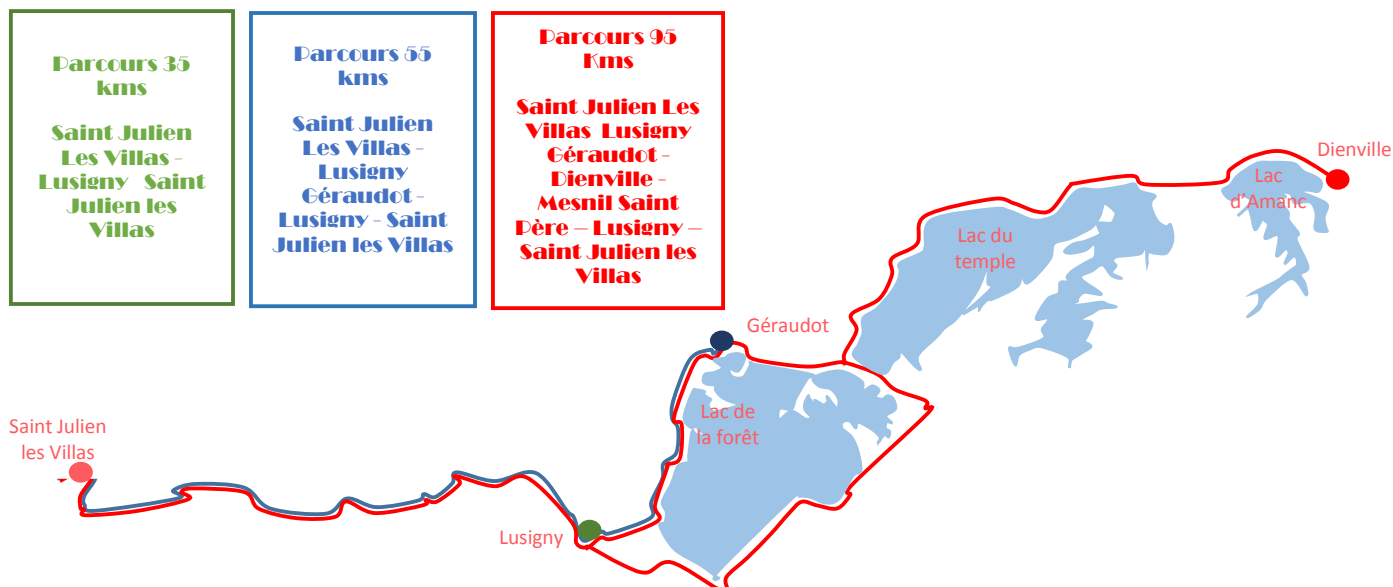 Parcours 35
kms
Saint Julien
Les Villas -
Lusigny Saint
Julien les
Villas
Parcours 55
kms
Saint Julien
Les Villas -
Lusigny
Géraudot -
Lusigny - Saint
Julien les Villas
Parcours 95
Kms
Saint Julien Les
Villas Lusigny
Géraudot -
Dienville -
Mesnil Saint
Père – Lusigny –
Saint Julien les
Villas
Dienville
Lac
d'Amanc
Lac du
temple
Géraudot
Lac de
la forêt
Saint Julien
les Villas
Lusigny